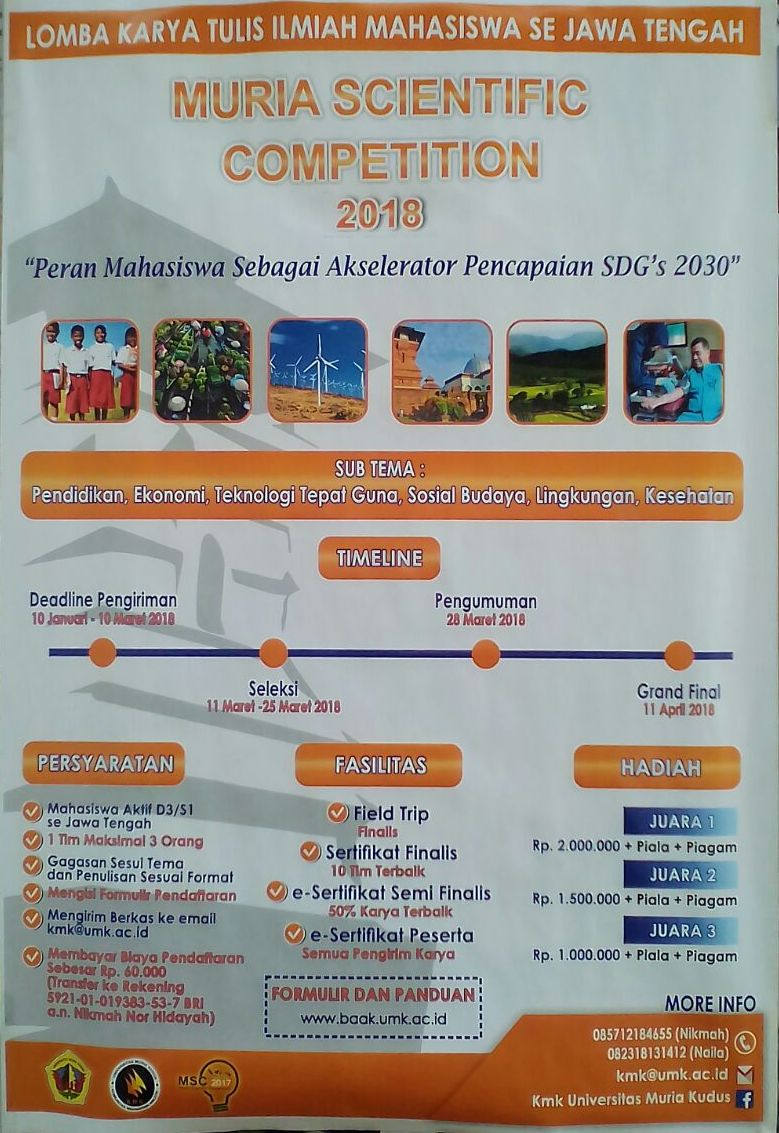 LOMBA KARYA TULIS ILMIAH MAHASISWA SE JAWA TENGAH
MURIA SCIENTIFIC
COMPETITION
2018
"Peran Mahasiswa Sebagai Akselerator Pencapaian SDG's 2030"
SUB TEMA :
Pendidikan, Ekonomi, Teknologi Tepat Guna, Sosial Budaya, Lingkungan, Kesehatan
TIMELINE
Deadline Pengiriman
10 Januari - 10 Maret 2018
Pengumuman
28 Maret 2018
Seleksi
11 Maret -25 Maret 2018
Grand Final
11 April 2018
PERSYARATAN
Mahasiswa Aktif D3/S1
se Jawa Tengah
1 Tim Maksimal 3 Orang
Gagasan Sesui Tema
dan Penulisan Sesuai Format
Mengisi Formulir Pendaftaran
Mengirim Berkas ke email
kmk@umk.ac.id
Membayar Biaya Pendaftaran
Sebesar Rp. 60.000
(Transfer ke Rekening
5921-01-019383-53-7 BRI
a.n. Nikmah Nor Hidayah)
FASILITAS
Field Trip
Finalis
Sertifikat Finalis
10 Tim Terbaik
e-Sertifikat Semi Finalis
50% Karya Terbaik
e-Sertifikat Peserta
Semua Pengirim Karya
FORMULIR DAN PANDUAN
www.baak.umk.ac.id
HADIAH
JUARA 1
Rp. 2.000.000 + Piala + Piagam
JUARA 2
Rp. 1.500.000 + Piala + Piagam
JUARA 3
Rp. 1.000.000 + Piala + Piagam
MORE INFO
085712184655 (Nikmah)
082318131412 (Naila)
kmk@umk.ac.id
Kmk Universitas Muria Kudus
MSC 2017